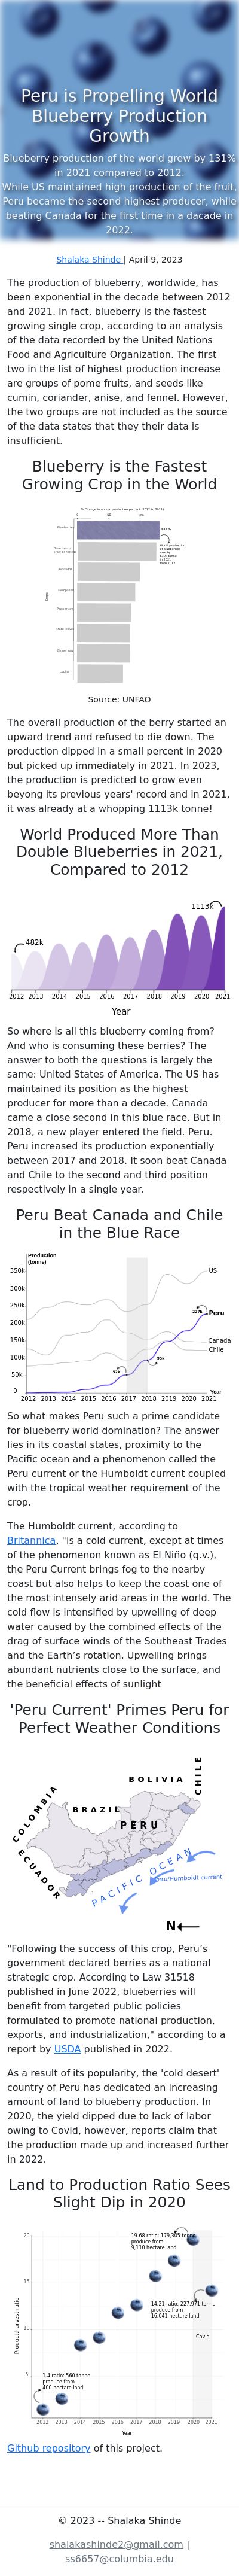 Peru is Propelling World
Blueberry Production
Growth
Blueberry production of the world grew by 131%
in 2021 compared to 2012.
While US maintained high production of the fruit,
Peru became the second highest producer, while
beating Canada for the first time in a dacade in
2022.
Shalaka Shinde | April 9, 2023
The production of blueberry, worldwide, has
been exponential in the decade between 2012
and 2021. In fact, blueberry is the fastest
growing single crop, according to an analysis
of the data recorded by the United Nations
Food and Agriculture Organization. The first
two in the list of highest production increase
are groups of pome fruits, and seeds like
cumin, coriander, anise, and fennel. However,
the two groups are not included as the source
of the data states that they their data is
insufficient.
Blueberry is the Fastest
Growing Crop in the World
% Change in annual production percent (2012 to 2021)
0 50 100
Crops
Blueberries
131 %
World production
of blueberries
grew by
600k tonne
in 2021
from 2012
Avocados
Lupins
Source: UNFAO
The overall production of the berry started an
upward trend and refused to die down. The
production dipped in a small percent in 2020
but picked up immediately in 2021. In 2023,
the production is predicted to grow even
beyong its previous years' record and in 2021,
it was already at a whopping 1113k tonne!
World Produced More Than
Double Blueberries in 2021,
Compared to 2012
1113k
482k
2012 2013 2014 2015 2016 2017 2018 2019 2020 2021
Year
So where is all this blueberry coming from?
And who is consuming these berries? The
answer to both the questions is largely the
same: United States of America. The US has
maintained its position as the highest
producer for more than a decade. Canada
came a close second in this blue race. But in
2018, a new player entered the field. Peru.
Peru increased its production exponentially
between 2017 and 2018. It soon beat Canada
and Chile to the second and third position
respectively in a single year.
Peru Beat Canada and Chile
in the Blue Race
Production
(tonne)
350k
300k
250k
200k
150k
100k
50k
0
US
227k
Peru
Canada
Chile
52k
95k
Year
2012 2013 2014 2015 2016 2017 2018 2019 2020 2021
So what makes Peru such a prime candidate
for blueberry world domination? The answer
lies in its coastal states, proximity to the
Pacific ocean and a phenomenon called the
Peru current or the Humboldt current coupled
with the tropical weather requirement of the
crop.
The Humboldt current, according to
Britannica, "is a cold current, except at times
of the phenomenon known as El Niño (q.v.),
the Peru Current brings fog to the nearby
coast but also helps to keep the coast one of
the most intensely arid areas in the world. The
cold flow is intensified by upwelling of deep
water caused by the combined effects of the
drag of surface winds of the Southeast Trades
and the Earth’s rotation. Upwelling brings
abundant nutrients close to the surface, and
the beneficial effects of sunlight
'Peru Current' Primes Peru for
Perfect Weather Conditions
CHILE
BOLIVIA
BRAZIL
COLOMBIA
PERU
ECUADOR
PACIFIC OCEAN
Peru/Humboldt current
N
"Following the success of this crop, Peru’s
government declared berries as a national
strategic crop. According to Law 31518
published in June 2022, blueberries will
benefit from targeted public policies
formulated to promote national production,
exports, and industrialization," according to a
report by USDA published in 2022.
As a result of its popularity, the 'cold desert'
country of Peru has dedicated an increasing
amount of land to blueberry production. In
2020, the yield dipped due to lack of labor
owing to Covid, however, reports claim that
the production made up and increased further
in 2022.
Land to Production Ratio Sees
Slight Dip in 2020
20
15
10
5
Product:harvest ratio
19.68 ratio: 179,305 tonne
produce from
9,110 hectare land
14.21 ratio: 227,971 tonne
produce from
16,041 hectare land
Covid
1.4 ratio: 560 tonne
produce from
400 hectare land
2012 2013 2014 2015 2016 2017 2018 2019 2020 2021
Year
Github repository of this project.
© 2023 -- Shalaka Shinde
shalakashinde2@gmail.com |
ss6657@columbia.edu